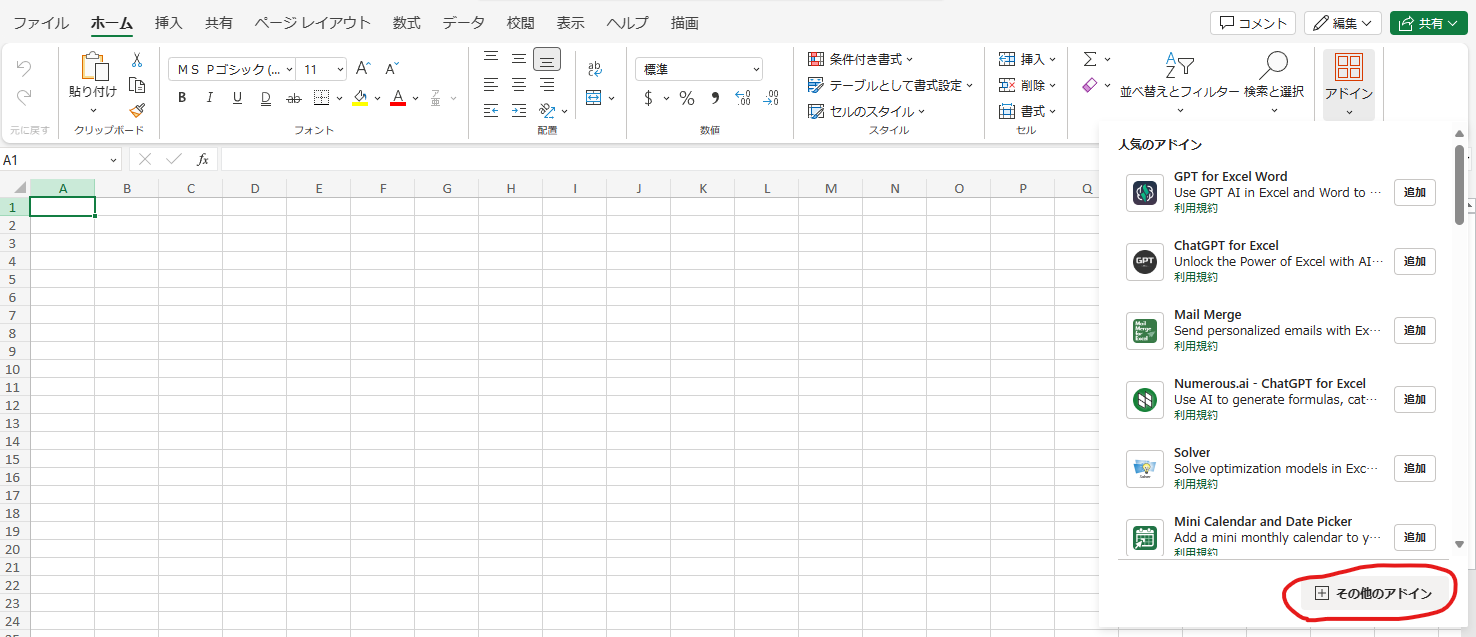 ファイル ホーム 挿入 共有 ページ レイアウト 数式 データ 校閲 表示 ヘルプ 描画
コメント 編集 共有
貼り付け
元に戻す クリップボード
ＭＳ Ｐゴシック (... 11 A A
B I U D ab A
フォント
ab
配置
標準
$ % , .00
数値
条件付き書式
テーブルとして書式設定
セルのスタイル
スタイル
挿入
削除
書式
セル
Σ
並べ替えとフィルター 検索と選択
アドイン
A1 fx
A B C D E F G H I J K L M N O P Q
1
2
3
4
5
6
7
8
9
10
11
12
13
14
15
16
17
18
19
20
21
22
23
24
人気のアドイン
GPT for Excel Word
Use GPT AI in Excel and Word to ...
利用規約
追加
GPT
ChatGPT for Excel
Unlock the Power of Excel with AI...
利用規約
追加
Mail Merge for Excel
Mail Merge
Send personalized emails with Ex...
利用規約
追加
Numerous.ai - ChatGPT for Excel
Use AI to generate formulas, cat...
利用規約
追加
Solver
Solver
Solve optimization models in Exc...
利用規約
追加
Mini Calendar and Date Picker
Add a mini monthly calendar to y...
利用規約
追加
その他のアドイン